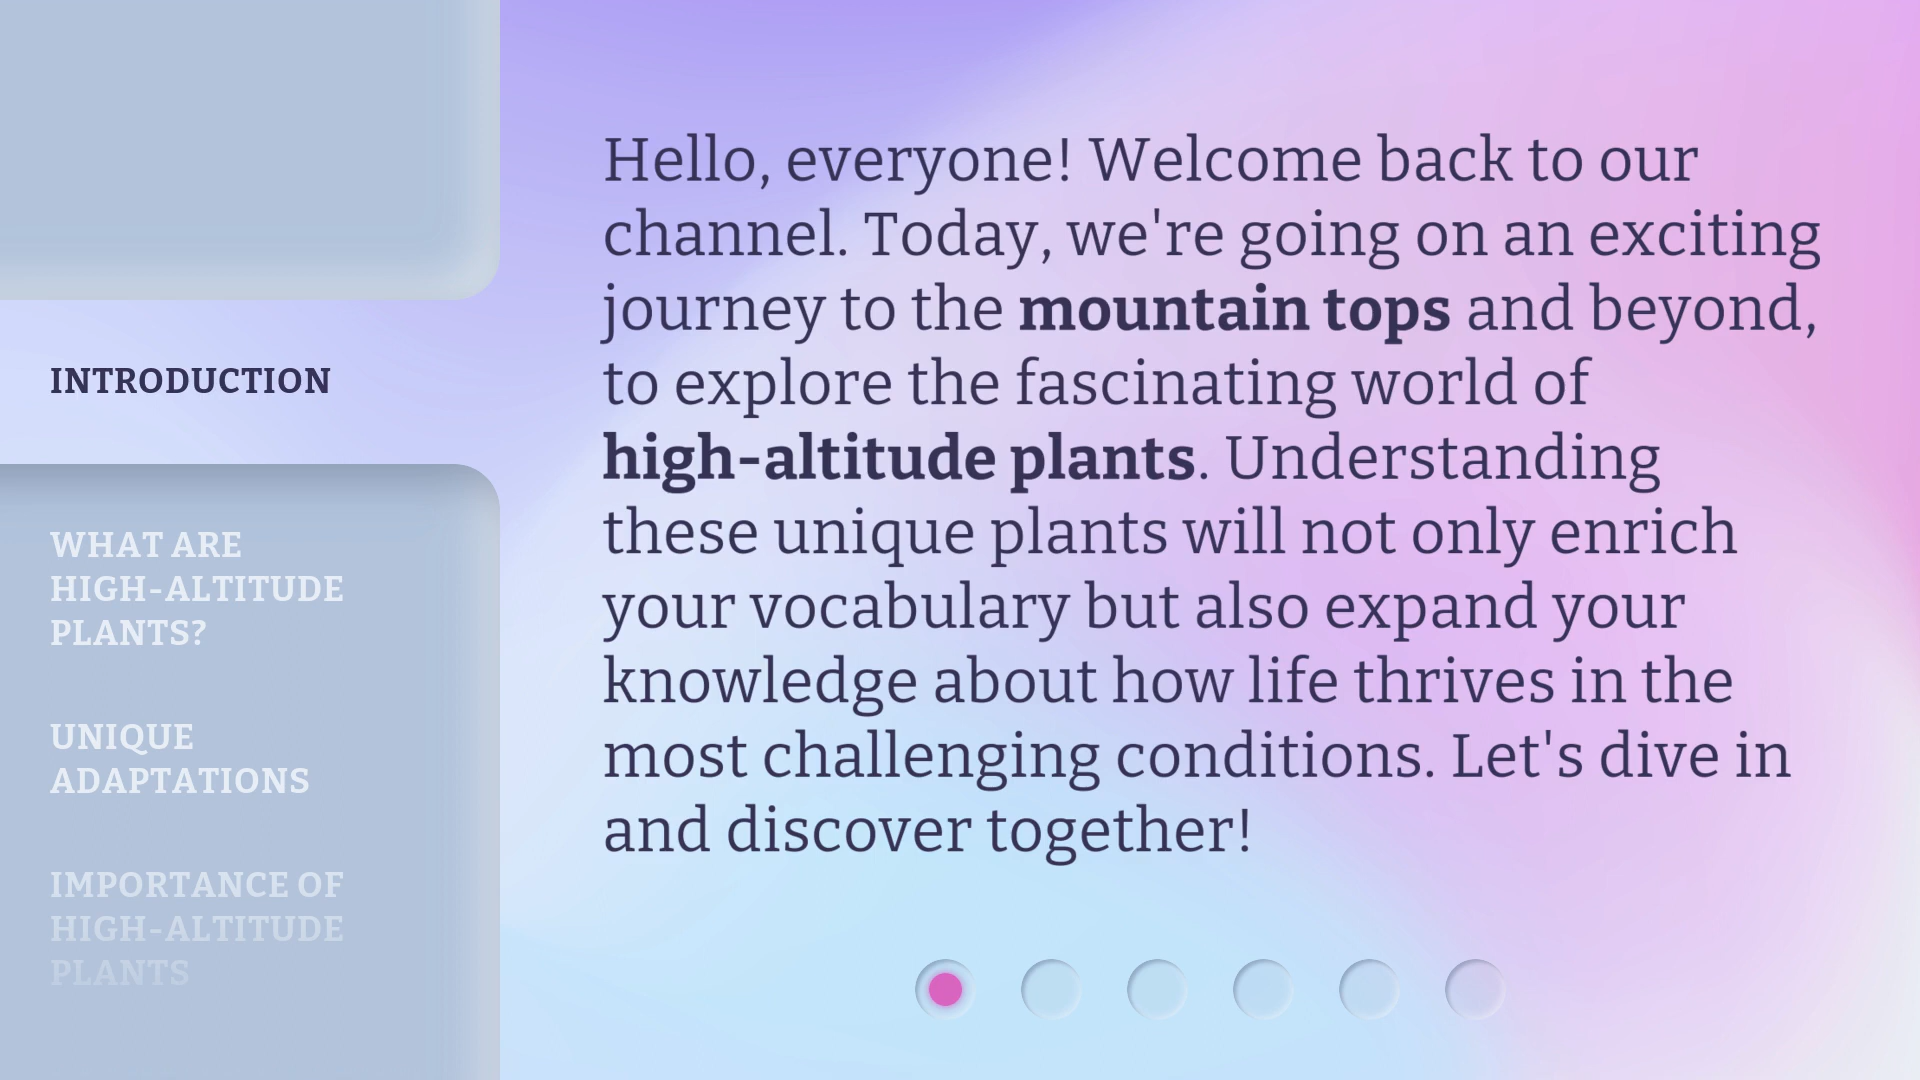 INTRODUCTION
WHAT ARE
HIGH-ALTITUDE
PLANTS?
UNIQUE
ADAPTATIONS
IMPORTANCE OF
HIGH-ALTITUDE
PLANTS
Hello, everyone! Welcome back to our
channel. Today, we're going on an exciting
journey to the mountain tops and beyond,
to explore the fascinating world of
high-altitude plants. Understanding
these unique plants will not only enrich
your vocabulary but also expand your
knowledge about how life thrives in the
most challenging conditions. Let's dive in
and discover together!